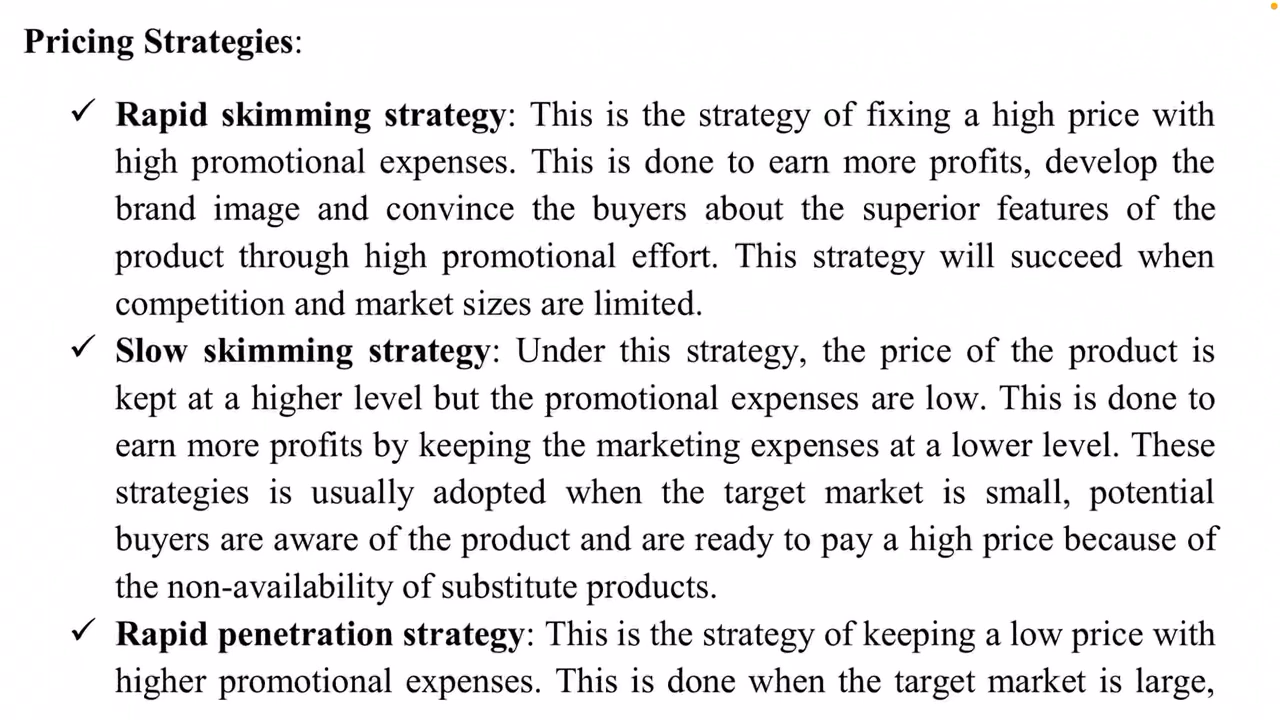 Pricing Strategies:
✓ Rapid skimming strategy: This is the strategy of fixing a high price with
high promotional expenses. This is done to earn more profits, develop the
brand image and convince the buyers about the superior features of the
product through high promotional effort. This strategy will succeed when
competition and market sizes are limited.
✓ Slow skimming strategy: Under this strategy, the price of the product is
kept at a higher level but the promotional expenses are low. This is done to
earn more profits by keeping the marketing expenses at a lower level. These
strategies is usually adopted when the target market is small, potential
buyers are aware of the product and are ready to pay a high price because of
the non-availability of substitute products.
✓ Rapid penetration strategy: This is the strategy of keeping a low price with
higher promotional expenses. This is done when the target market is large,